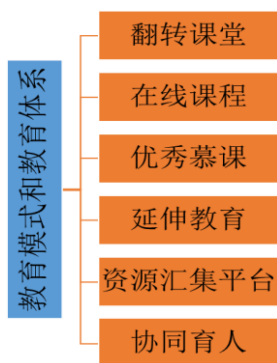 教育模式和教育体系
翻转课堂
在线课程
优秀慕课
延伸教育
资源汇集平台
协同育人